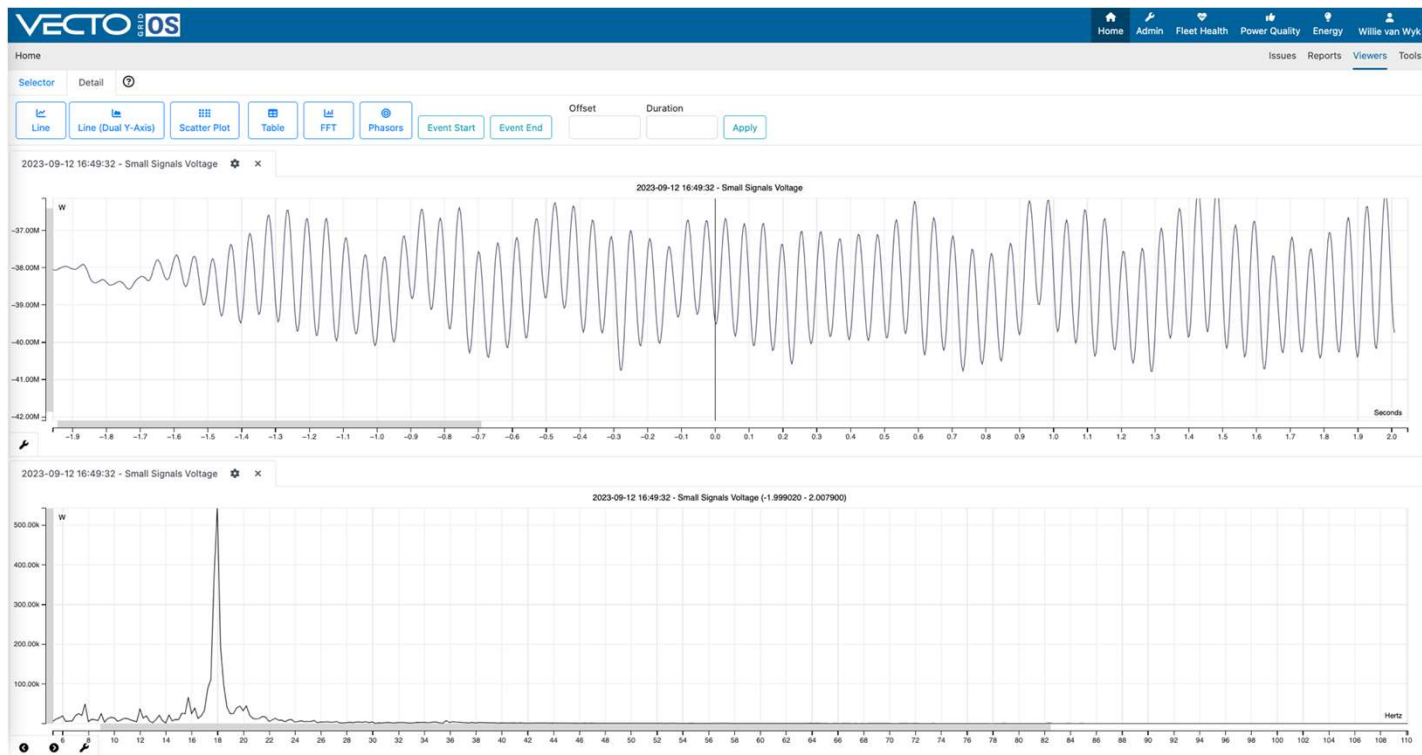 VECTO GRID OS
Home Admin Fleet Health Power Quality Energy Willie van Wyk
Home
Issues Reports Viewers Tools
Selector Detail
Offset Duration
Line Line (Dual Y-Axis) Scatter Plot Table FFT Phasors Event Start Event End Apply
2023-09-12 16:49:32 - Small Signals Voltage
2023-09-12 16:49:32 - Small Signals Voltage
W
-37.00M
-38.00M
-39.00M
-40.00M
-41.00M
-42.00M
Seconds
-1.9 -1.8 -1.7 -1.6 -1.5 -1.4 -1.3 -1.2 -1.1 -1.0 -0.9 -0.8 -0.7 -0.6 -0.5 -0.4 -0.3 -0.2 -0.1 0.0 0.1 0.2 0.3 0.4 0.5 0.6 0.7 0.8 0.9 1.0 1.1 1.2 1.3 1.4 1.5 1.6 1.7 1.8 1.9 2.0
2023-09-12 16:49:32 - Small Signals Voltage
2023-09-12 16:49:32 - Small Signals Voltage (-1.999020 - 2.007900)
W
500.00k
400.00k
300.00k
200.00k
100.00k
Hertz
6 8 10 12 14 16 18 20 22 24 26 28 30 32 34 36 38 40 42 44 46 48 50 52 54 56 58 60 62 64 66 68 70 72 74 76 78 80 82 84 86 88 90 92 94 96 98 100 102 104 106 108 110